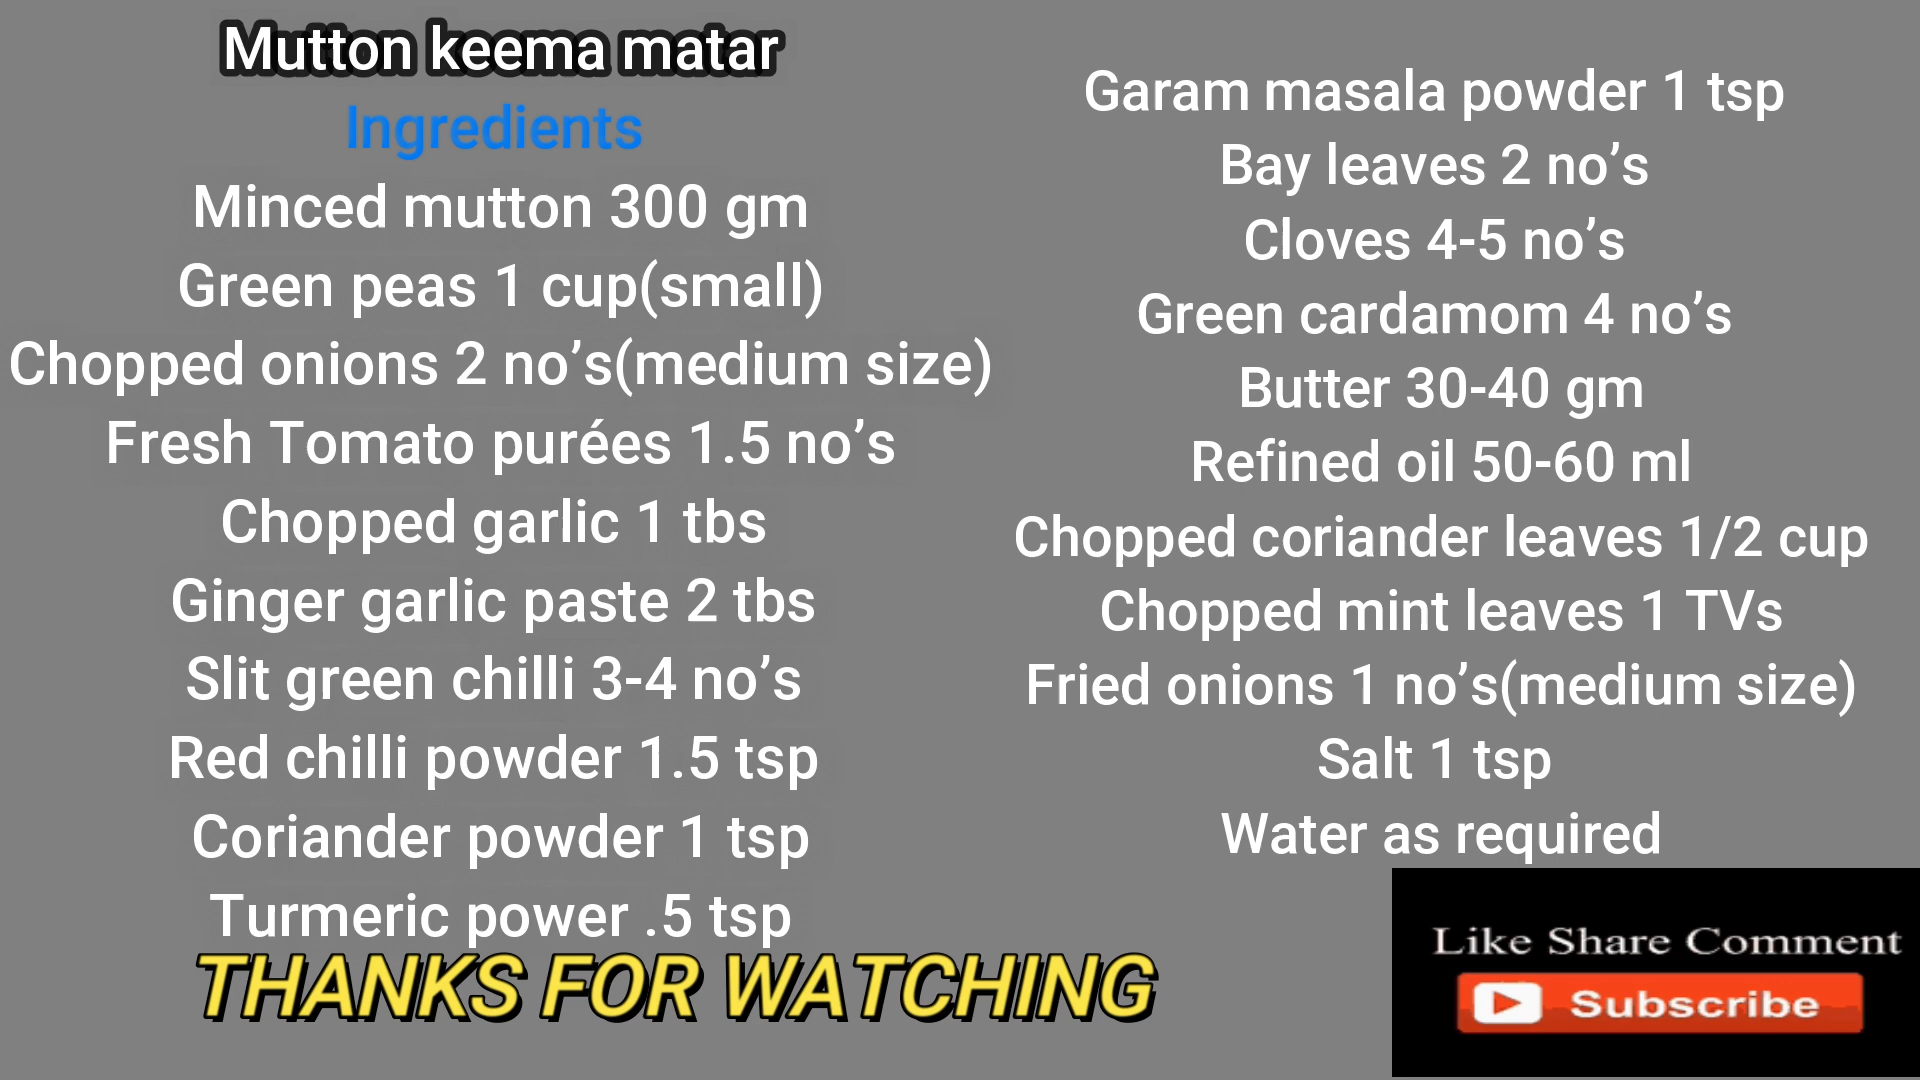 Mutton keema matar
Ingredients
Minced mutton 300 gm
Green peas 1 cup(small)
Chopped onions 2 no’s(medium size)
Fresh Tomato purées 1.5 no’s
Chopped garlic 1 tbs
Ginger garlic paste 2 tbs
Slit green chilli 3-4 no’s
Red chilli powder 1.5 tsp
Coriander powder 1 tsp
Turmeric power .5 tsp
Garam masala powder 1 tsp
Bay leaves 2 no’s
Cloves 4-5 no’s
Green cardamom 4 no’s
Butter 30-40 gm
Refined oil 50-60 ml
Chopped coriander leaves 1/2 cup
Chopped mint leaves 1 TVs
Fried onions 1 no’s(medium size)
Salt 1 tsp
Water as required
THANKS FOR WATCHING
Like Share Comment
Subscribe